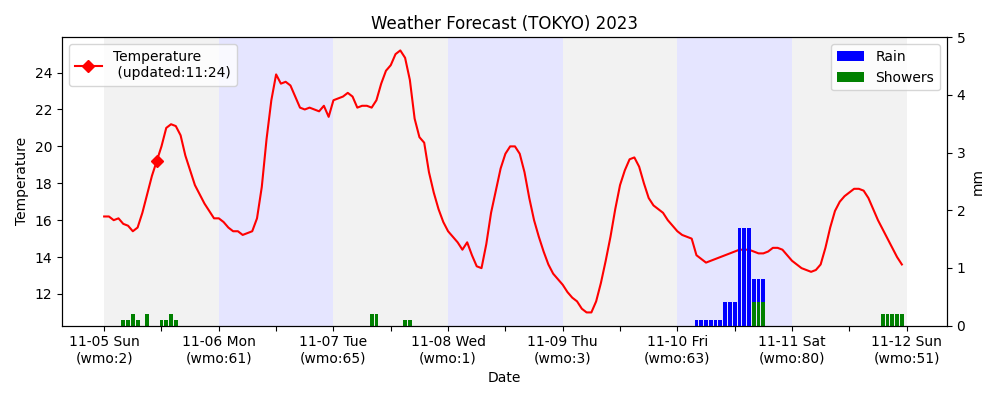 Weather Forecast (TOKYO) 2023
Temperature
(updated:11:24)
Rain
Showers
Temperature
24
22
20
18
16
14
12
5
4
3
2
1
0
mm
11-05 Sun
(wmo:2)
11-06 Mon
(wmo:61)
11-07 Tue
(wmo:65)
11-08 Wed
(wmo:1)
11-09 Thu
(wmo:3)
11-10 Fri
(wmo:63)
11-11 Sat
(wmo:80)
11-12 Sun
(wmo:51)
Date